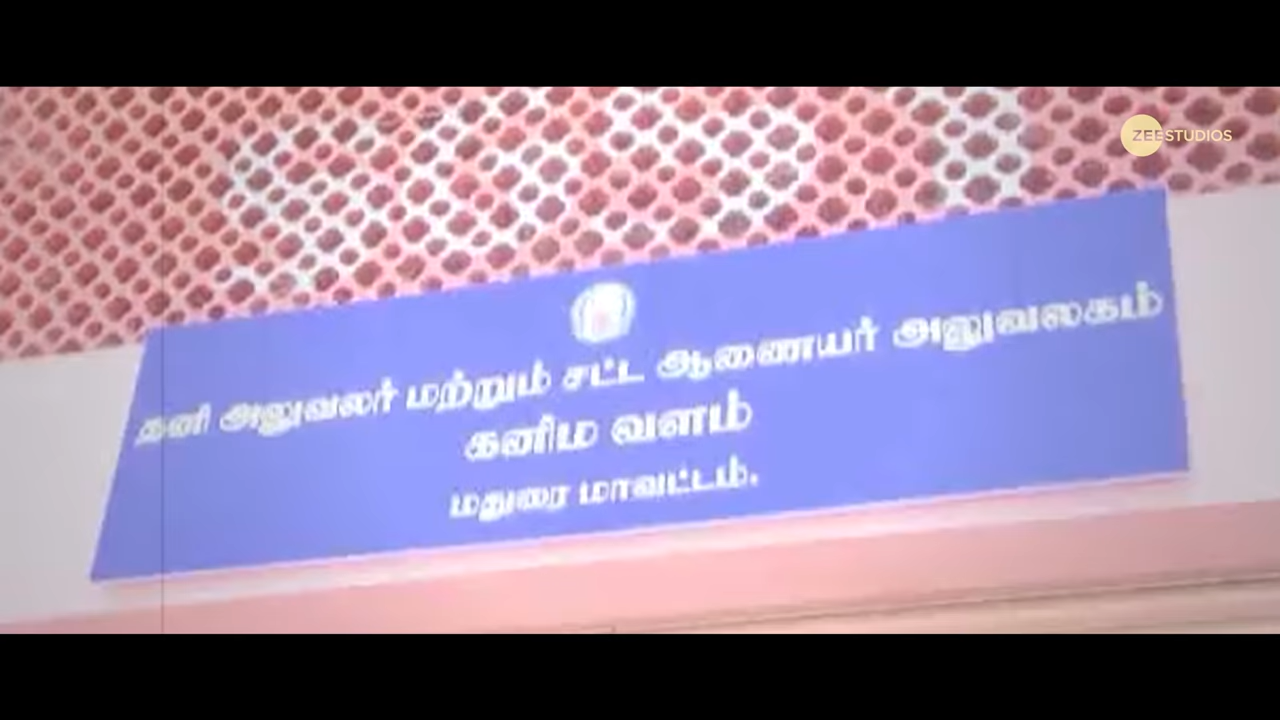 ZEESTUDIOS
தனி அலுவலர் மற்றும் சட்ட ஆணையர் அலுவலகம்
கனிம வளம்
மதுரை மாவட்டம்.